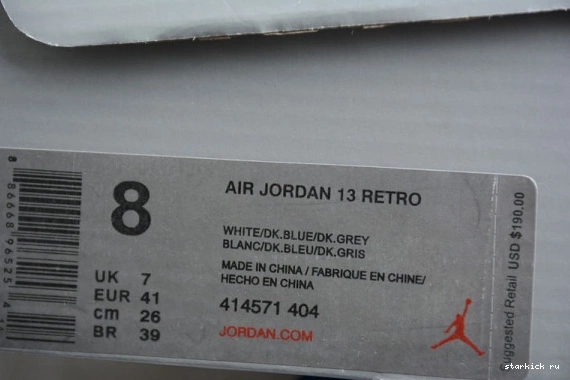 8
AIR JORDAN 13 RETRO
WHITE/DK.BLUE/DK.GREY
BLANC/DK.BLEU/DK.GRIS
MADE IN CHINA / FABRIQUE EN CHINE/
HECHO EN CHINA
UK 7
EUR 41
cm 26
BR 39
414571 404
JORDAN.COM
Suggested Retail USD $190.00
starkick ru